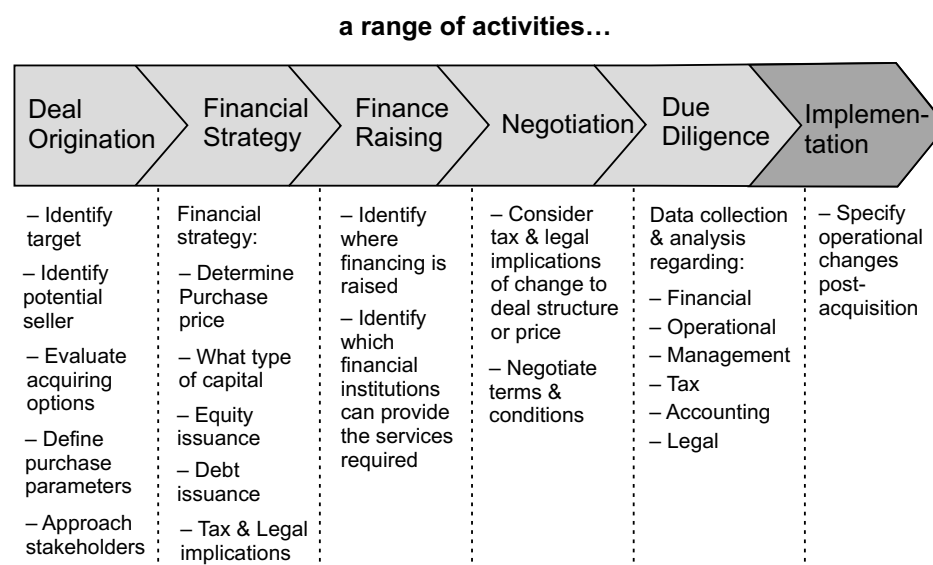 a range of activities…
Deal
Origination
Financial
Strategy
Finance
Raising
Negotiation
Due
Diligence
Implemen-
tation
– Identify
target
– Identify
potential
seller
– Evaluate
acquiring
options
– Define
purchase
parameters
– Approach
stakeholders
Financial
strategy:
– Determine
Purchase
price
– What type
of capital
– Equity
issuance
– Debt
issuance
– Tax & Legal
implications
– Identify
where
financing is
raised
– Identify
which
financial
institutions
can provide
the services
required
– Consider
tax & legal
implications
of change to
deal structure
or price
– Negotiate
terms &
conditions
Data collection
& analysis
regarding:
– Financial
– Operational
– Management
– Tax
– Accounting
– Legal
– Specify
operational
changes
post-
acquisition